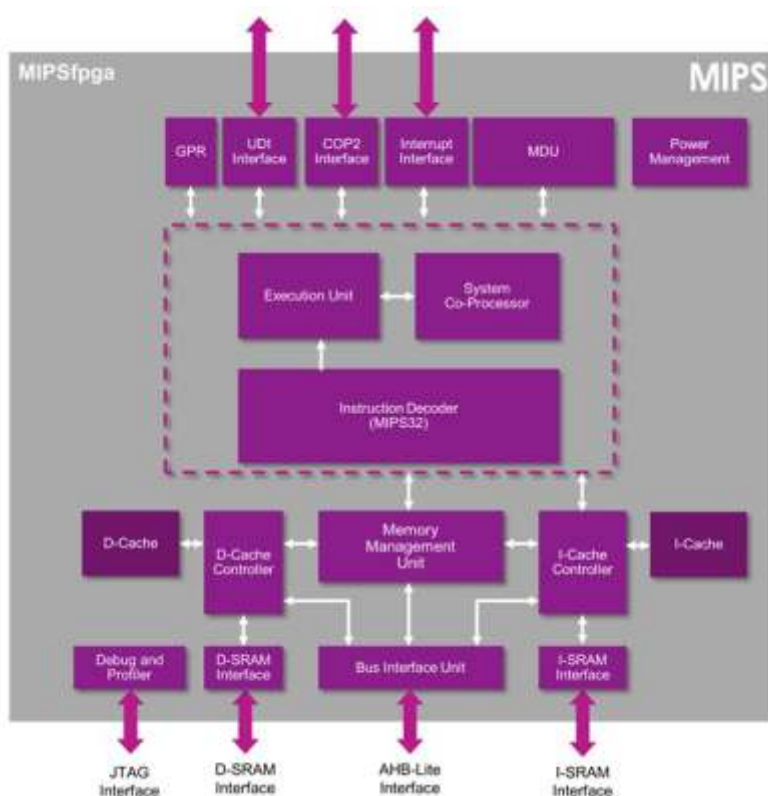 MIPSfpga
MIPS
GPR
UDI
Interface
COP2
Interface
Interrupt
Interface
MDU
Power
Management
Execution Unit
System
Co-Processor
Instruction Decoder
(MIPS32)
D-Cache
D-Cache
Controller
Memory
Management
Unit
I-Cache
Controller
I-Cache
Debug and
Profiler
D-SRAM
Interface
Bus Interface Unit
I-SRAM
Interface
JTAG
Interface
D-SRAM
Interface
AHB-Lite
Interface
I-SRAM
Interface